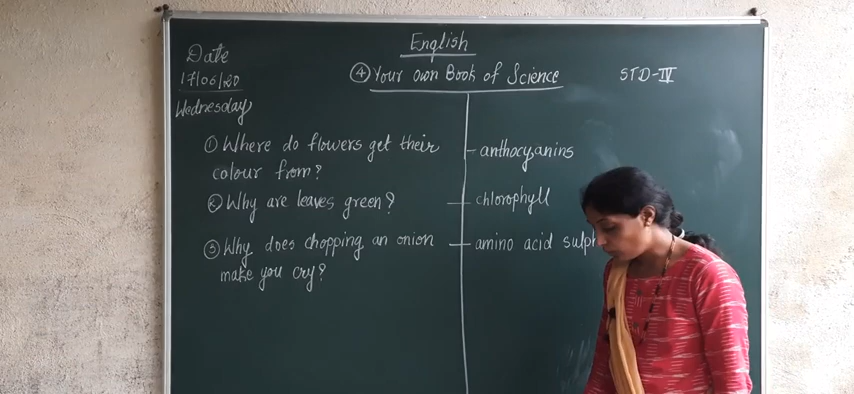 English
Date
17/06/20
Wednesday
④ Your own Book of Science
STD-IV
① Where do flowers get their
colour from?
- anthocyanins
② Why are leaves green?
- chlorophyll
③ Why does chopping an onion
make you cry?
- amino acid